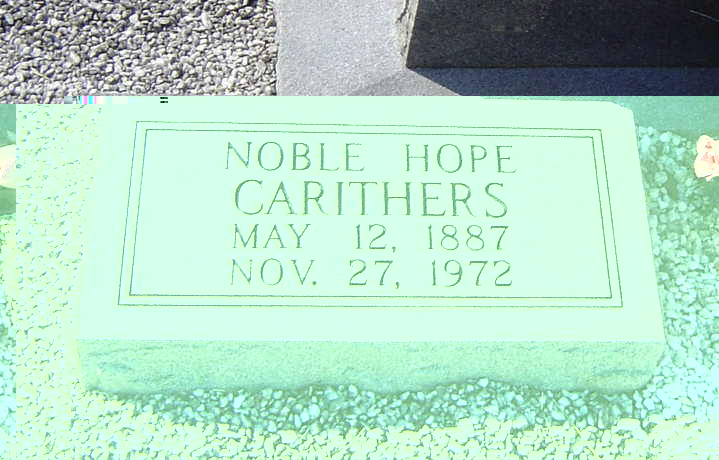 NOBLE HOPE
CARITHERS
MAY 12, 1887
NOV. 27, 1972